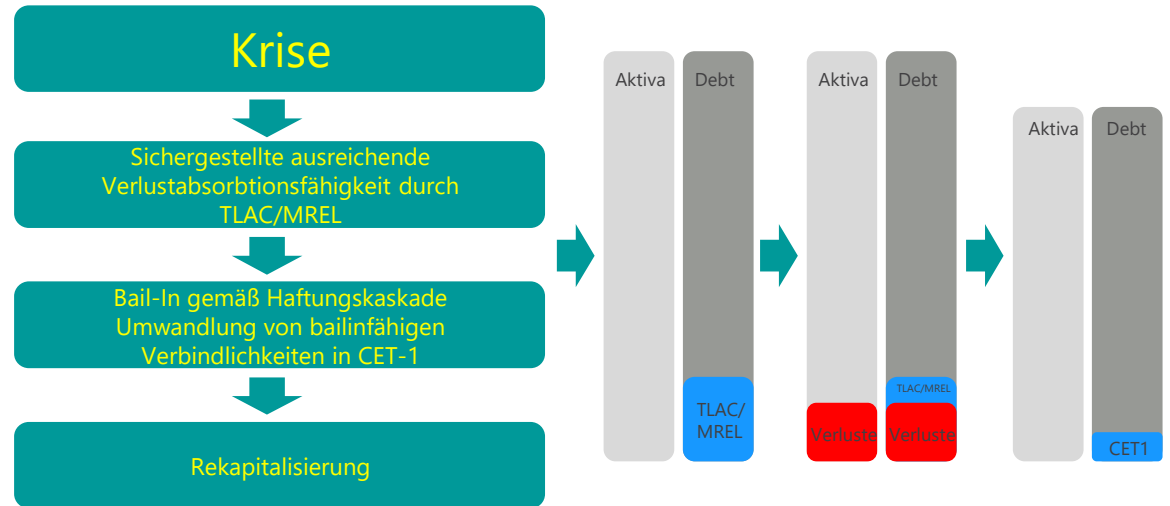 Krise
Sichergestellte ausreichende
Verlustabsorbtionsfähigkeit durch
TLAC/MREL
Bail-In gemäß Haftungskaskade
Umwandlung von bailinfähigen
Verbindlichkeiten in CET-1
Rekapitalisierung
Aktiva
Debt
TLAC/
MREL
Aktiva
Debt
TLAC/MREL
Verluste
Verluste
Aktiva
Debt
CET1